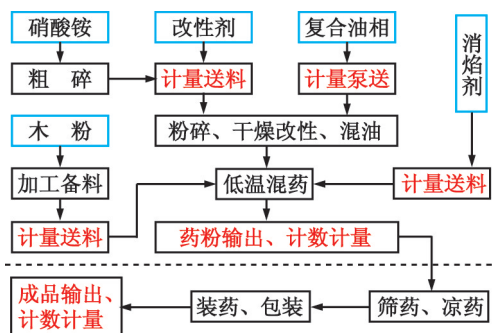 硝酸铵
改性剂
复合油相
消焰剂
粗 碎
计量送料
计量泵送
木 粉
粉碎、干燥改性、混油
加工备料
低温混药
计量送料
计量送料
药粉输出、计数计量
成品输出、
计数计量
装药、包装
筛药、凉药